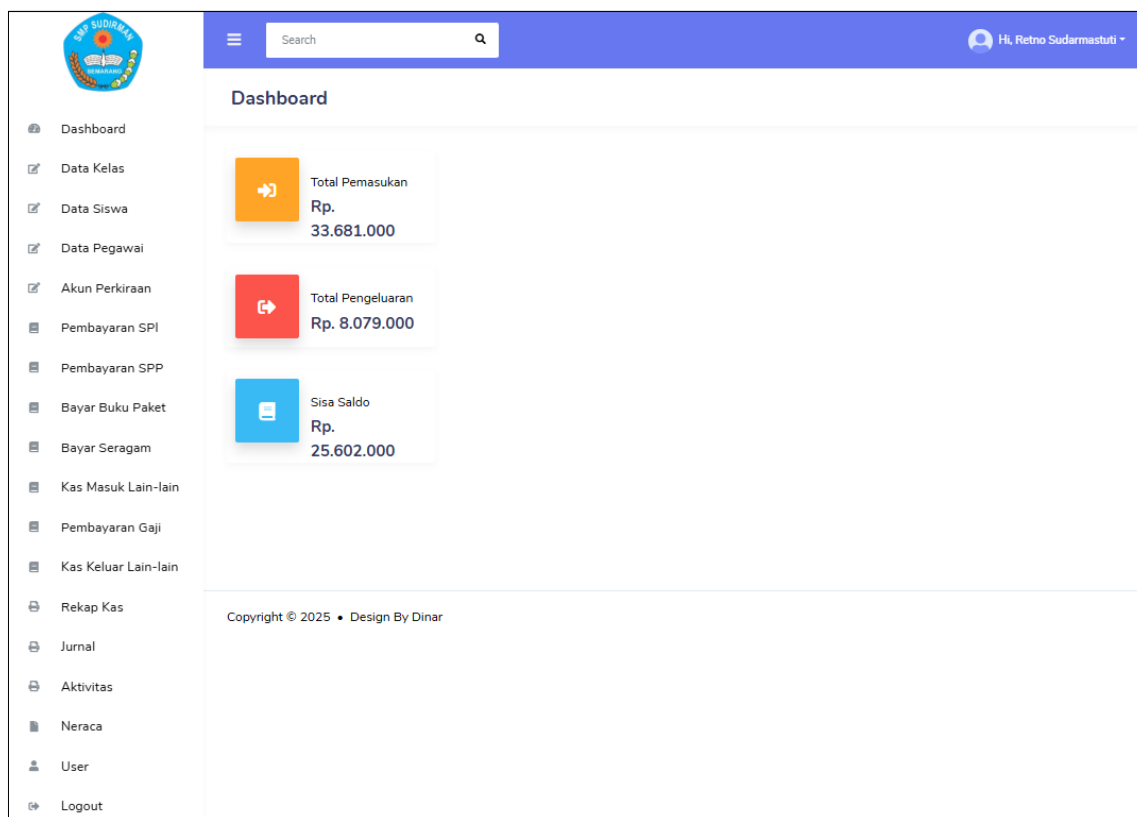 SMP SUDIRMAN
SEMARANG
Search
Hi, Retno Sudarmastuti
Dashboard
Dashboard
Data Kelas
Data Siswa
Data Pegawai
Akun Perkiraan
Pembayaran SPI
Pembayaran SPP
Bayar Buku Paket
Bayar Seragam
Kas Masuk Lain-lain
Pembayaran Gaji
Kas Keluar Lain-lain
Rekap Kas
Jurnal
Aktivitas
Neraca
User
Logout
Total Pemasukan
Rp.
33.681.000
Total Pengeluaran
Rp. 8.079.000
Sisa Saldo
Rp.
25.602.000
Copyright © 2025 • Design By Dinar